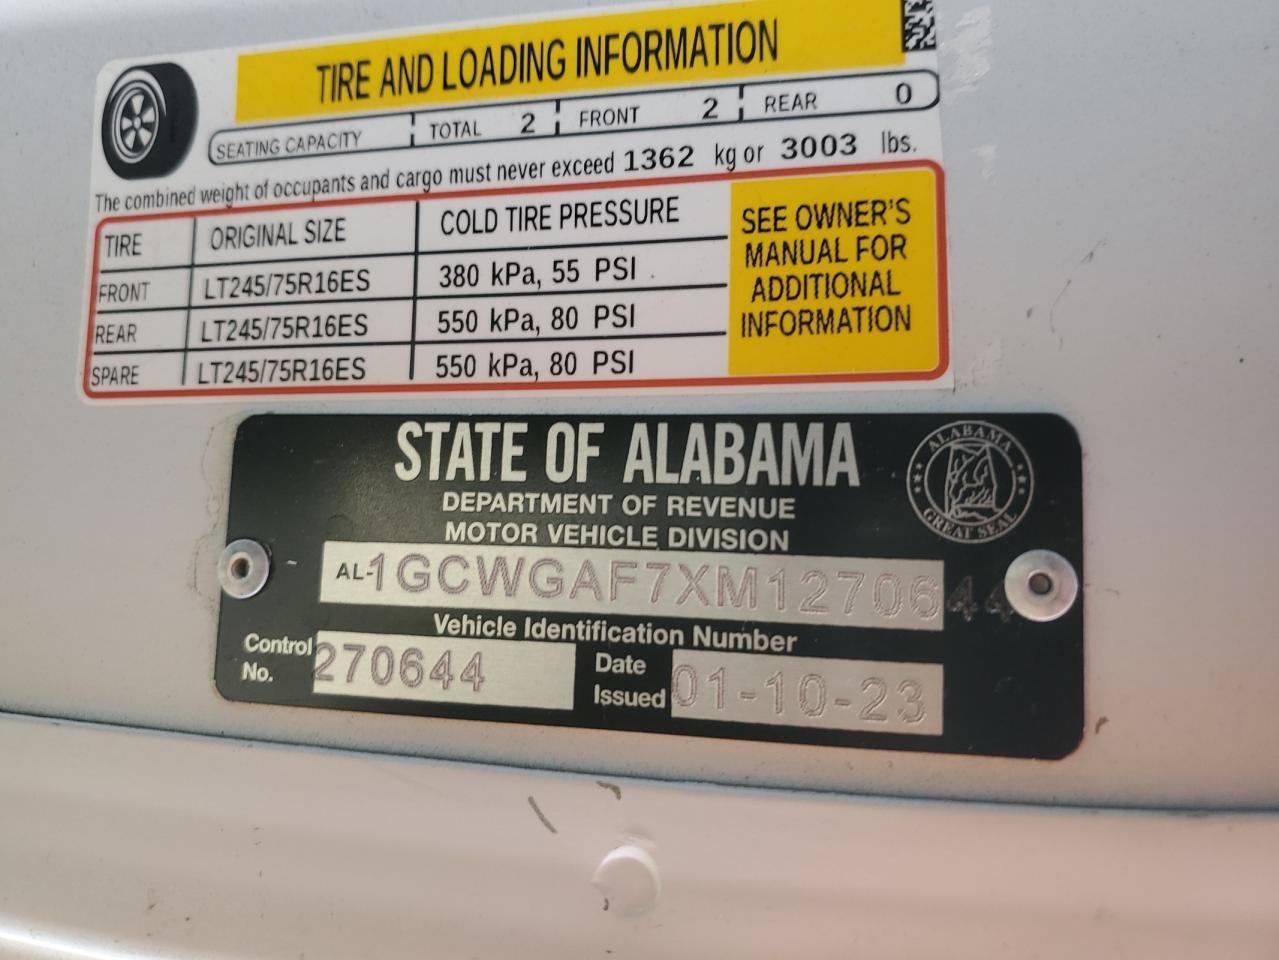 TIRE AND LOADING INFORMATION
SEATING CAPACITY TOTAL 2 FRONT 2 REAR 0
The combined weight of occupants and cargo must never exceed 1362 kg or 3003 lbs.
TIRE ORIGINAL SIZE COLD TIRE PRESSURE
FRONT LT245/75R16ES 380 kPa, 55 PSI
REAR LT245/75R16ES 550 kPa, 80 PSI
SPARE LT245/75R16ES 550 kPa, 80 PSI
SEE OWNER'S
MANUAL FOR
ADDITIONAL
INFORMATION
STATE OF ALABAMA
DEPARTMENT OF REVENUE
MOTOR VEHICLE DIVISION
ALABAMA
GREAT SEAL
AL-1GCWGAF7XM1270644
Vehicle Identification Number
Control No. 270644
Date Issued 01-10-23